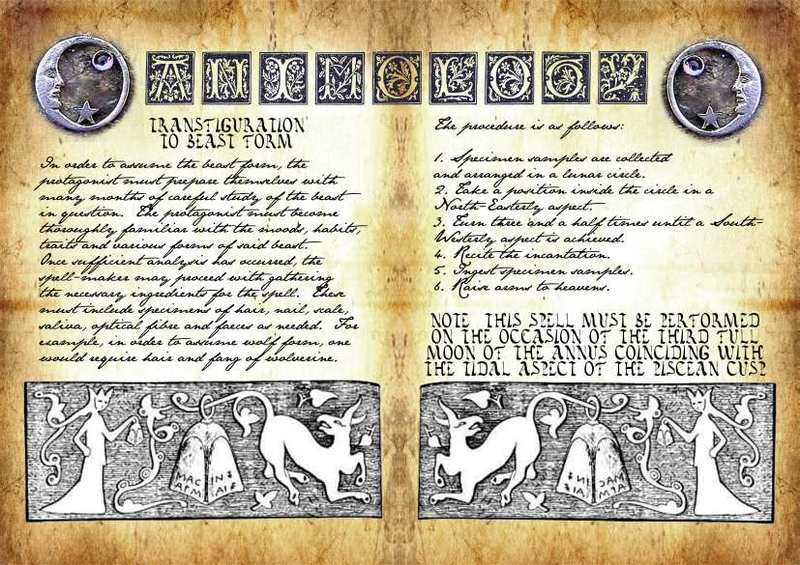 ANIMOLOGY
TRANSFIGURATION
TO BEAST FORM
In order to assume the beast form, the
protagonist must prepare themselves with
many months of careful study of the beast
in question. The protagonist must become
thoroughly familiar with the moods, habits,
traits and various forms of said beast.
Once sufficient analysis has occurred, the
spell-maker may proceed with gathering
the necessary ingredients for the spell. These
must include specimens of hair, nail, scale,
saliva, optical fibre and faeces as needed. For
example, in order to assume wolf form, one
would require hair and fang of wolverine.
The procedure is as follows:
1. Specimen samples are collected
and arranged in a lunar circle.
2. Take a position inside the circle in a
North-Easterly aspect.
3. Turn three and a half times until a South-
Westerly aspect is achieved.
4. Recite the incantation.
5. Ingest specimen samples.
6. Raise arms to heavens.
NOTE THIS SPELL MUST BE PERFORMED
ON THE OCCASION OF THE THIRD FULL
MOON OF THE ANNUS COINCIDING WITH
THE TIDAL ASPECT OF THE PISCEAN CUSP